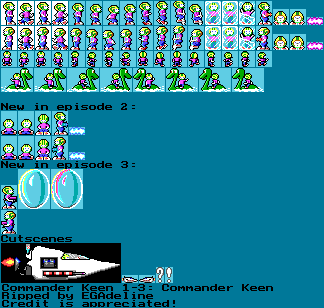 New in episode 2:
New in episode 3:
Cutscenes
Commander Keen 1-3: Commander Keen
Ripped by EGAdeline
Credit is appreciated!